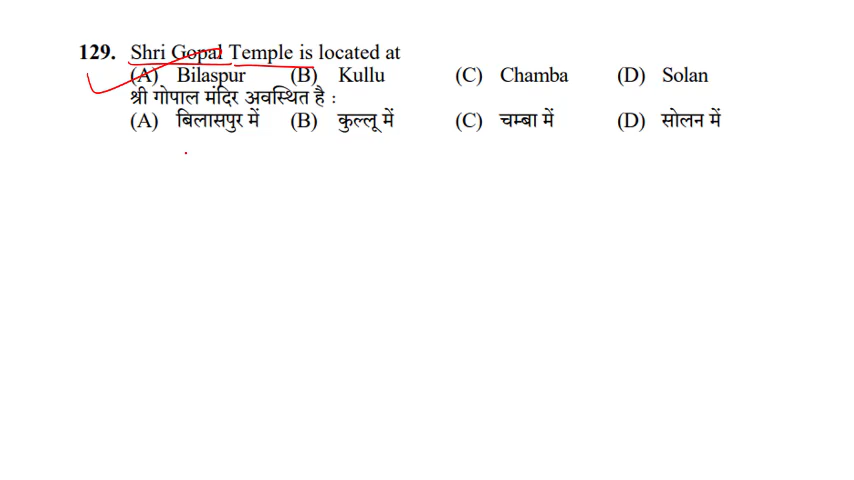 129. Shri Gopal Temple is located at
(A) Bilaspur (B) Kullu (C) Chamba (D) Solan
श्री गोपाल मंदिर अवस्थित है :
(A) बिलासपुर में (B) कुल्लू में (C) चम्बा में (D) सोलन में